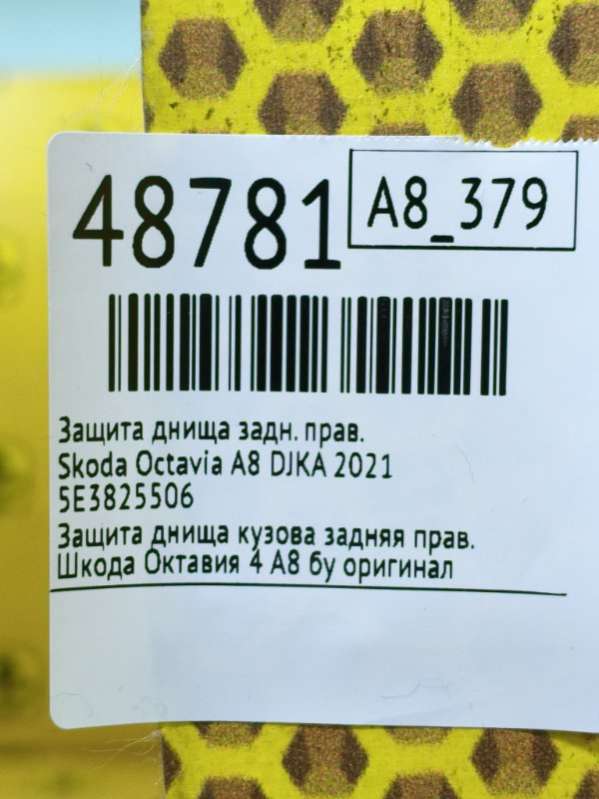 48781
A8_379
Защита днища задн. прав.
Skoda Octavia A8 DJKA 2021
5E3825506
Защита днища кузова задняя прав.
Шкода Октавия 4 А8 бу оригинал